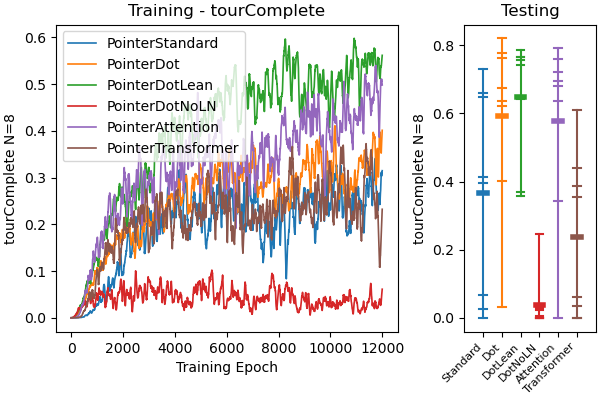 Training - tourComplete
tourComplete N=8
0.6
0.5
0.4
0.3
0.2
0.1
0.0
PointerStandard
PointerDot
PointerDotLean
PointerDotNoLN
PointerAttention
PointerTransformer
0 2000 4000 6000 8000 10000 12000
Training Epoch
Testing
tourComplete N=8
0.8
0.6
0.4
0.2
0.0
Standard
Dot
DotLean
DotNoLN
Attention
Transformer